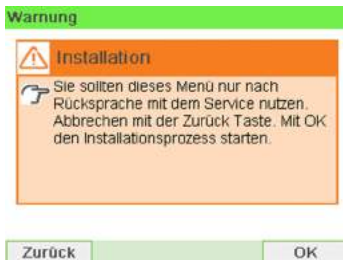 Warnung
Installation
Sie sollten dieses Menü nur nach
Rücksprache mit dem Service nutzen.
Abbrechen mit der Zurück Taste. Mit OK
den Installationsprozess starten.
Zurück
OK